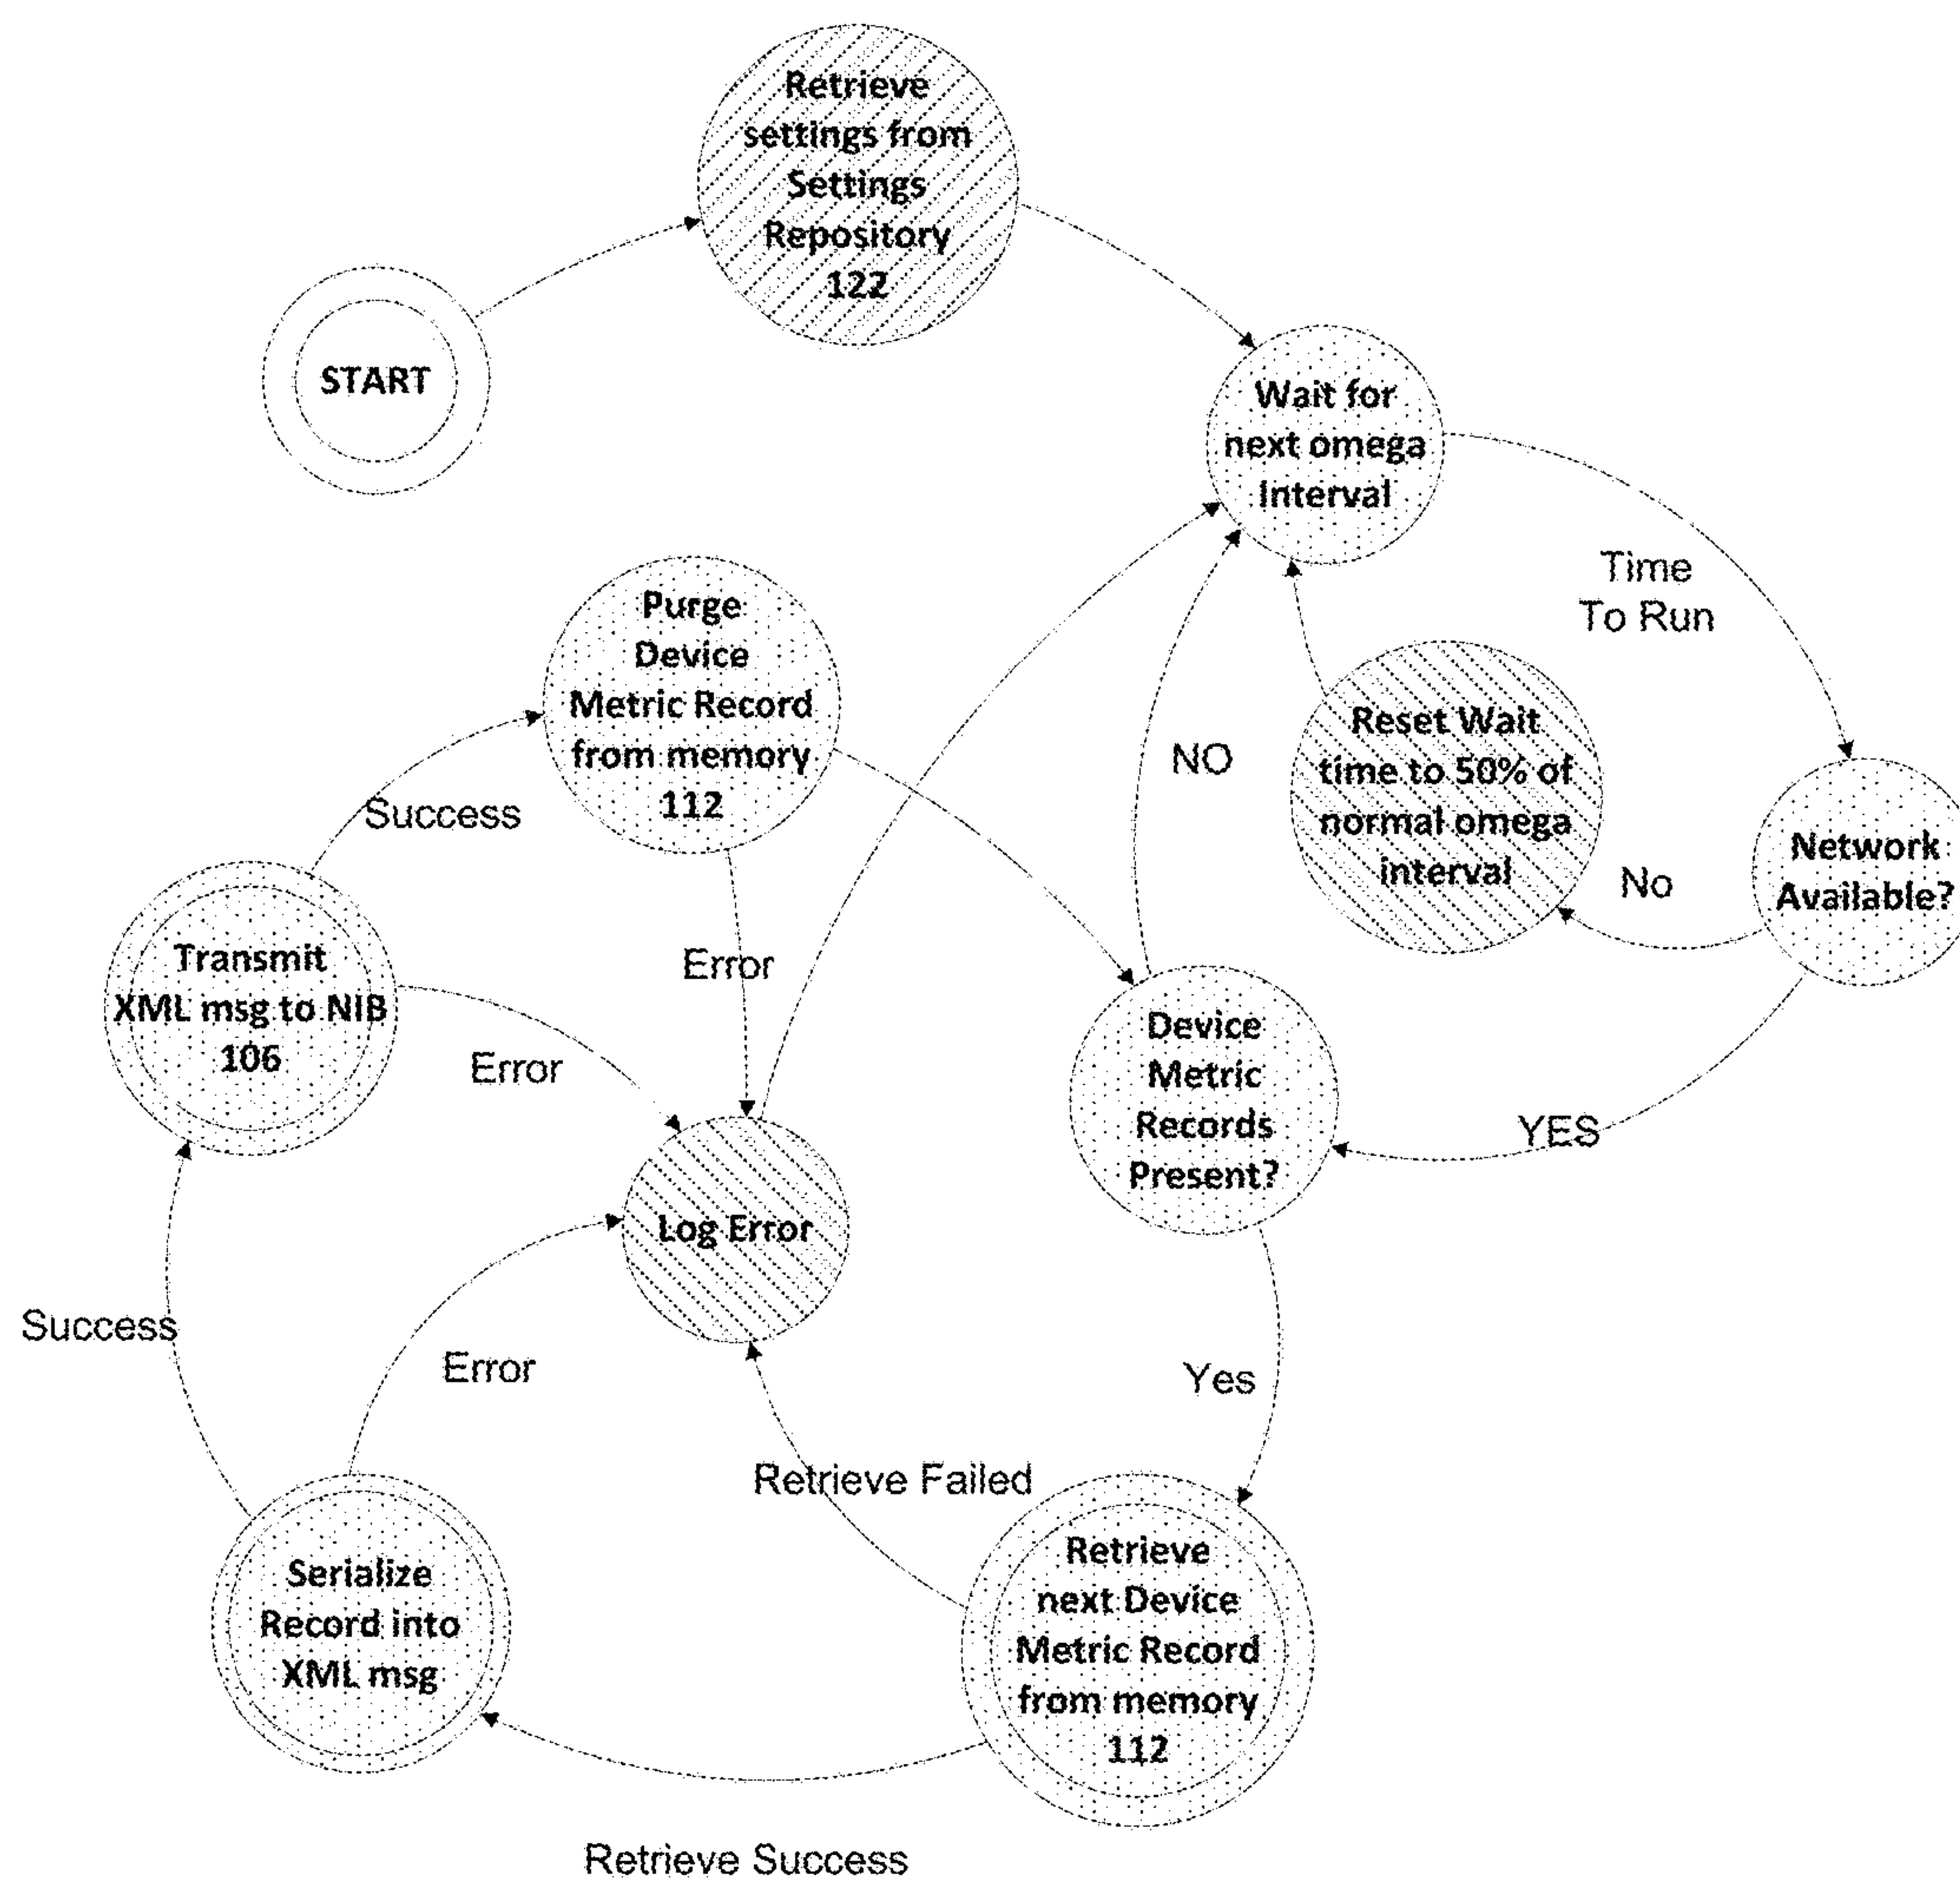 Retrieve
settings from
Settings
Repository
122
START
Wait for
next omega
Interval
Time
To Run
Purge
Device
Metric Record
from memory
112
Success
NO
Reset Wait
time to 50% of
normal omega
interval
No
Network
Available?
Transmit
XML msg to NIB
106
Error
Error
Device
Metric
Records
Present?
YES
Log Error
Success
Error
Yes
Retrieve Failed
Serialize
Record into
XML msg
Retrieve
next Device
Metric Record
from memory
112
Retrieve Success